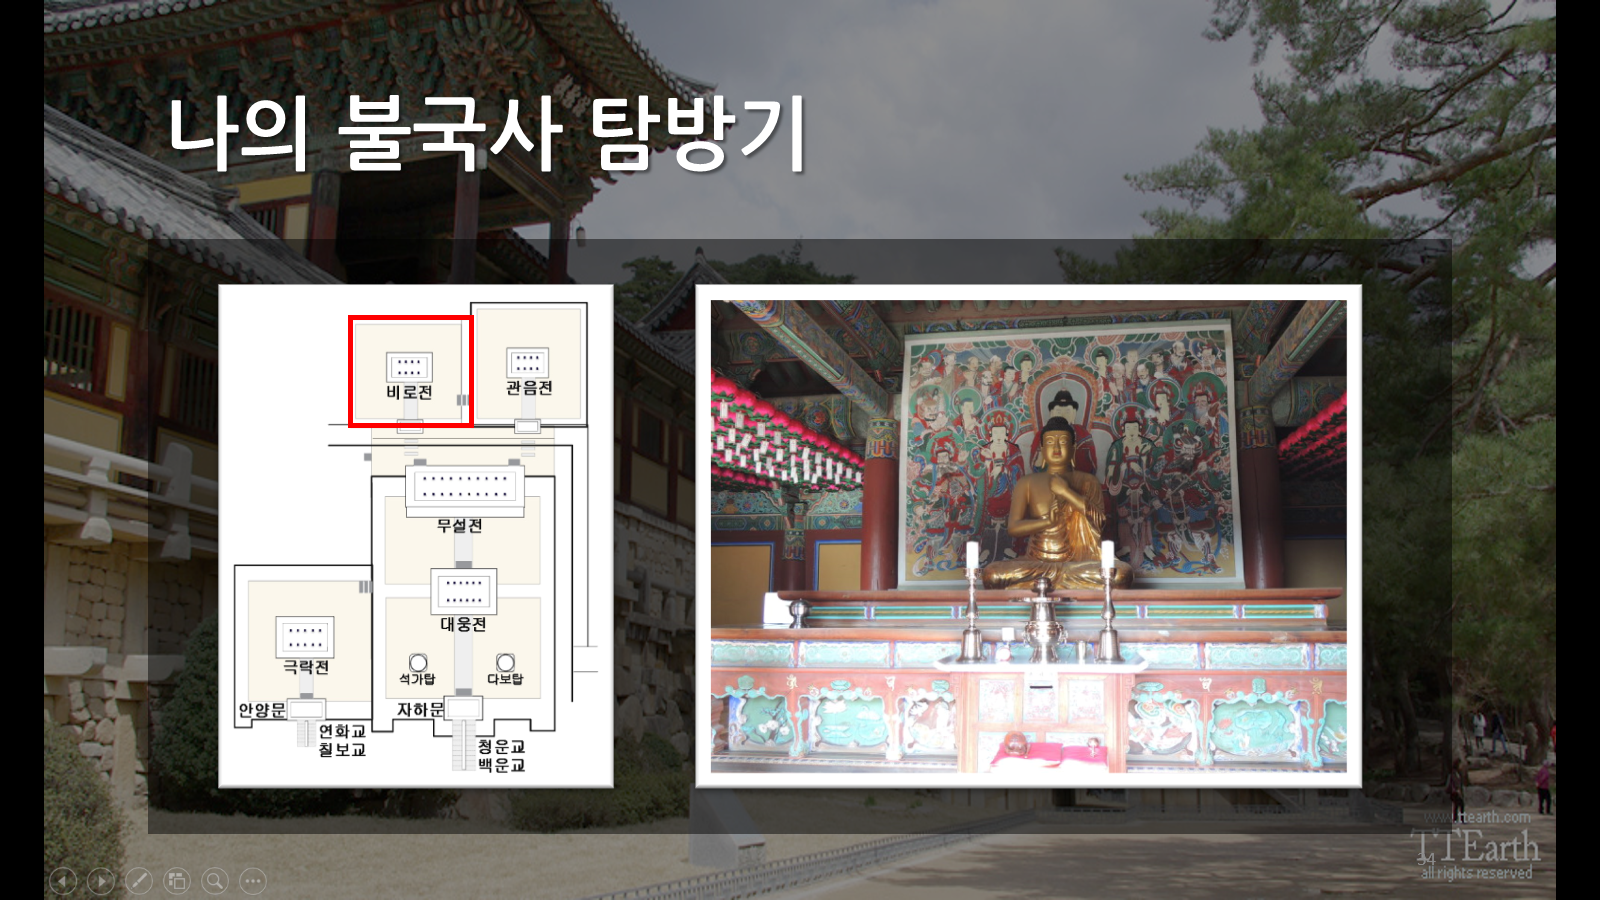 나의 불국사 탐방기
비로전
관음전
무설전
대웅전
극락전
석가탑
다보탑
안양문
자하문
연화교
칠보교
청운교
백운교
www.ttearth.com
TTEarth
34
all rights reserved